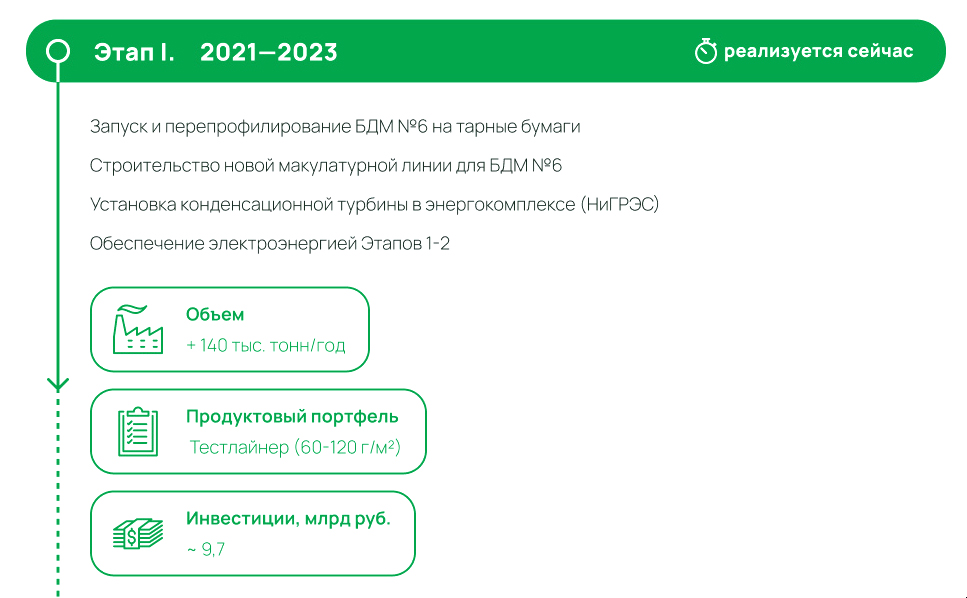 Этап I. 2021—2023
реализуется сейчас
Запуск и перепрофилирование БДМ №6 на тарные бумаги
Строительство новой макулатурной линии для БДМ №6
Установка конденсационной турбины в энергокомплексе (НиГРЭС)
Обеспечение электроэнергией Этапов 1-2
Объем
+ 140 тыс. тонн/год
Продуктовый портфель
Тестлайнер (60-120 г/м²)
$
Инвестиции, млрд руб.
~ 9,7